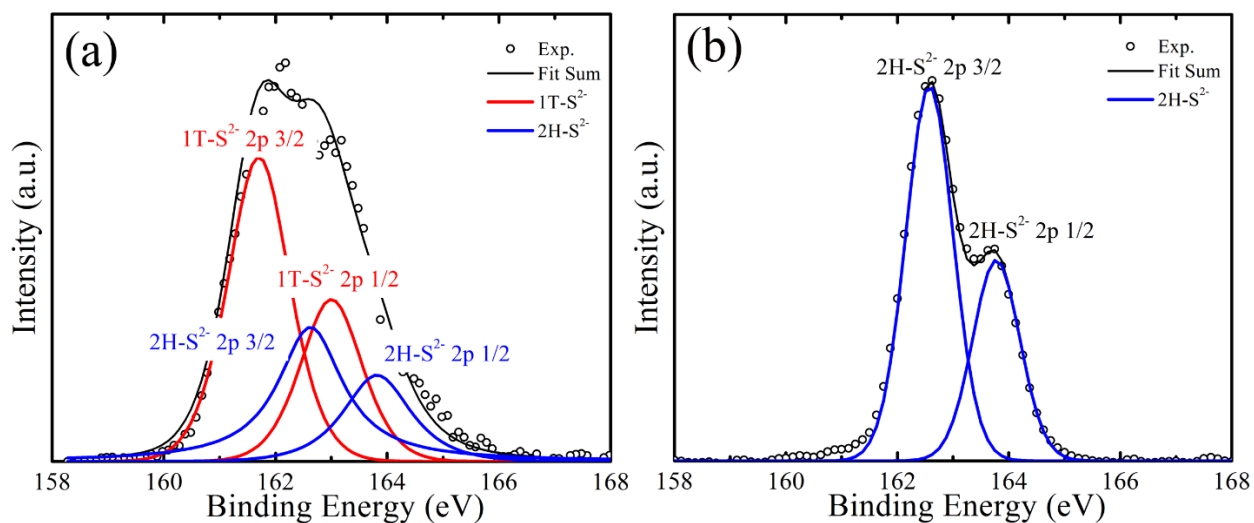 (a)
Exp.
Fit Sum
1T-S²⁻
2H-S²⁻
1T-S²⁻ 2p 3/2
1T-S²⁻ 2p 1/2
2H-S²⁻ 2p 3/2
2H-S²⁻ 2p 1/2
Intensity (a.u.)
158 160 162 164 166 168
Binding Energy (eV)
(b)
Exp.
Fit Sum
2H-S²⁻
2H-S²⁻ 2p 3/2
2H-S²⁻ 2p 1/2
Intensity (a.u.)
158 160 162 164 166 168
Binding Energy (eV)